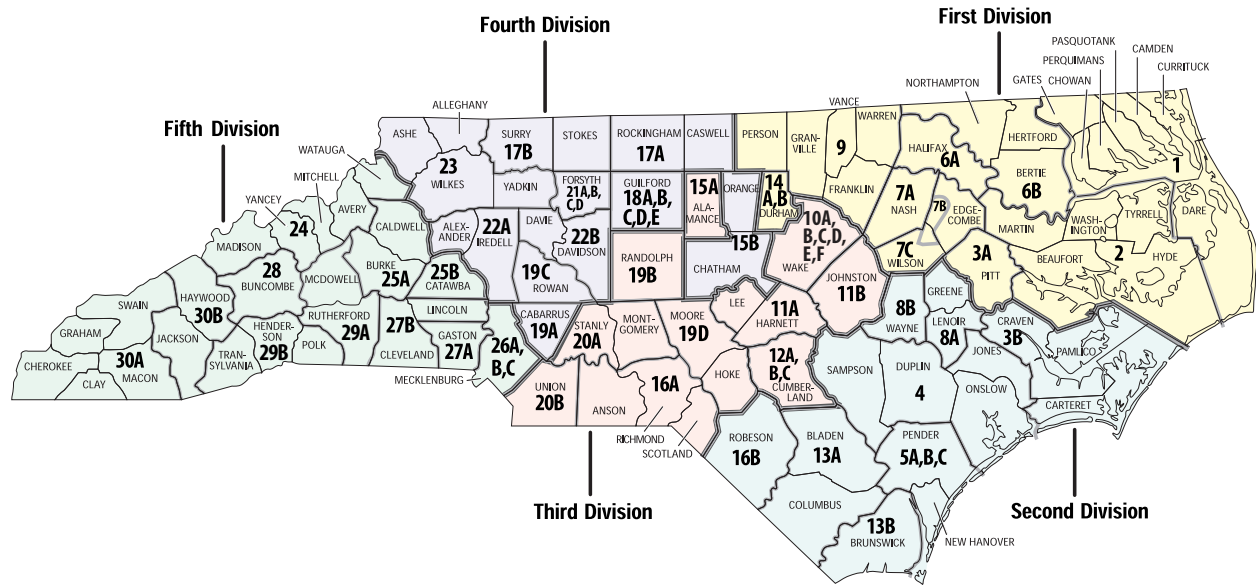 Fourth Division
First Division
Fifth Division
PASQUOTANK
PERQUIMANS
CAMDEN
CURRITUCK
GATES
CHOWAN
NORTHAMPTON
ALLEGHANY
VANCE
WARREN
ASHE
SURRY
17B
STOKES
ROCKINGHAM
17A
CASWELL
PERSON
GRAN-
VILLE
9
HALIFAX
6A
HERTFORD
WATAUGA
23
WILKES
YADKIN
FORSYTH
21A,B,
C,D
GUILFORD
18A,B,
C,D,E
15A
ALA-
MANCE
ORANGE
14
A,B
DURHAM
FRANKLIN
7A
NASH
7B
EDGE-
COMBE
BERTIE
6B
1
MITCHELL
YANCEY
24
AVERY
CALDWELL
ALEX-
ANDER
22A
IREDELL
DAVIE
22B
DAVIDSON
15B
10A,
B,C,D,
E,F
WAKE
7C
WILSON
MARTIN
WASH-
INGTON
TYRRELL
DARE
MADISON
28
BUNCOMBE
MCDOWELL
BURKE
25A
25B
CATAWBA
19C
ROWAN
RANDOLPH
19B
CHATHAM
JOHNSTON
11B
3A
PITT
BEAUFORT
2
HYDE
SWAIN
HAYWOOD
30B
RUTHERFORD
29A
27B
LINCOLN
CABARRUS
19A
STANLY
20A
MONT-
GOMERY
MOORE
19D
LEE
11A
HARNETT
8B
WAYNE
GREENE
LENOIR
8A
CRAVEN
3B
PAMLICO
GRAHAM
JACKSON
HENDER-
SON
29B
POLK
CLEVELAND
GASTON
27A
26A,
B,C
JONES
CHEROKEE
30A
MACON
CLAY
TRAN-
SYLVANIA
MECKLENBURG
UNION
20B
ANSON
16A
HOKE
12A,
B,C
CUMBER-
LAND
SAMPSON
DUPLIN
4
ONSLOW
CARTERET
RICHMOND
SCOTLAND
ROBESON
16B
BLADEN
13A
PENDER
5A,B,C
Third Division
COLUMBUS
13B
BRUNSWICK
NEW HANOVER
Second Division